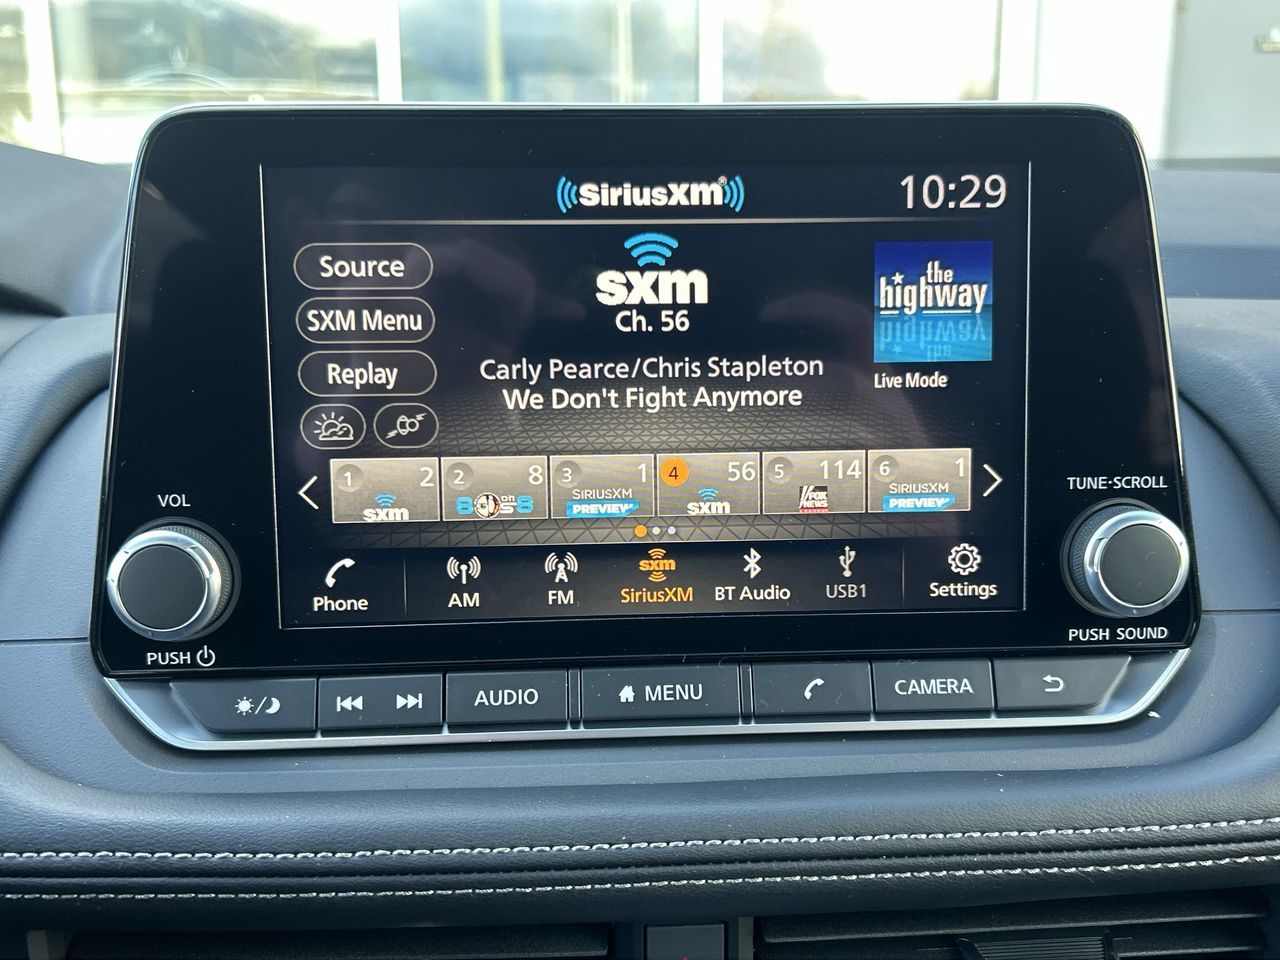 SiriusXM
10:29
Source
SXM Menu
Replay
sxm
Ch. 56
Carly Pearce/Chris Stapleton
We Don't Fight Anymore
the
highway
Live Mode
1 2
sxm
2 8
80s8
3 1
SIRIUSXM
PREVIEW
4 56
sxm
5 114
FOX
NEWS
6 1
SIRIUSXM
PREVIEW
Phone
AM
FM
sxm
SiriusXM
BT Audio
USB1
Settings
VOL
PUSH
TUNE·SCROLL
PUSH SOUND
AUDIO
MENU
CAMERA